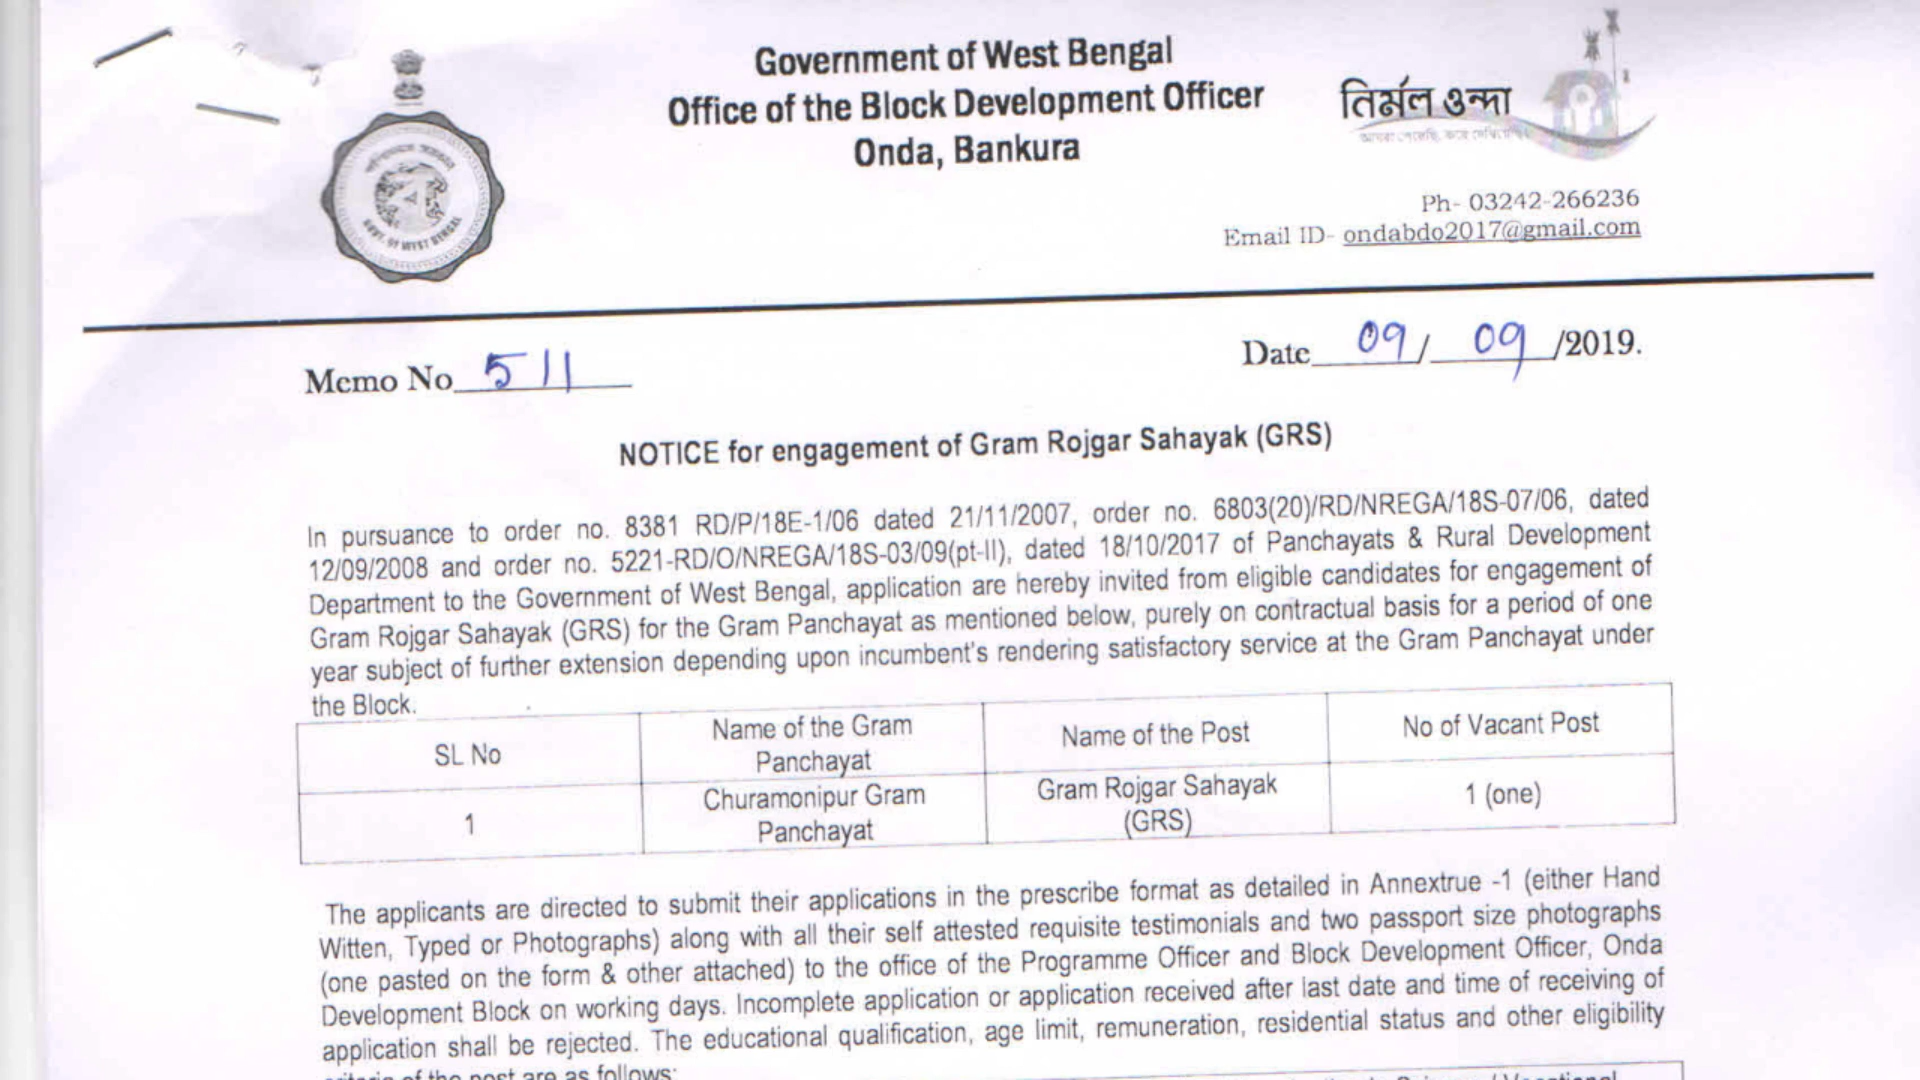 Government of West Bengal
Office of the Block Development Officer
Onda, Bankura
নির্মল ওন্দা
GOVT. OF WEST BENGAL
Ph- 03242-266236
Email ID- ondabdo2017@gmail.com
Memo No 511
Date 09/ 09 /2019.
NOTICE for engagement of Gram Rojgar Sahayak (GRS)
In pursuance to order no. 8381 RD/P/18E-1/06 dated 21/11/2007, order no. 6803(20)/RD/NREGA/18S-07/06, dated
12/09/2008 and order no. 5221-RD/O/NREGA/18S-03/09(pt-II), dated 18/10/2017 of Panchayats & Rural Development
Department to the Government of West Bengal, application are hereby invited from eligible candidates for engagement of
Gram Rojgar Sahayak (GRS) for the Gram Panchayat as mentioned below, purely on contractual basis for a period of one
year subject of further extension depending upon incumbent's rendering satisfactory service at the Gram Panchayat under
the Block.
SL No
Name of the Gram
Panchayat
Name of the Post
No of Vacant Post
1
Churamonipur Gram
Panchayat
Gram Rojgar Sahayak
(GRS)
1 (one)
The applicants are directed to submit their applications in the prescribe format as detailed in Annextrue -1 (either Hand
Witten, Typed or Photographs) along with all their self attested requisite testimonials and two passport size photographs
(one pasted on the form & other attached) to the office of the Programme Officer and Block Development Officer, Onda
Development Block on working days. Incomplete application or application received after last date and time of receiving of
application shall be rejected. The educational qualification, age limit, remuneration, residential status and other eligibility
criteria of the post are as follows: